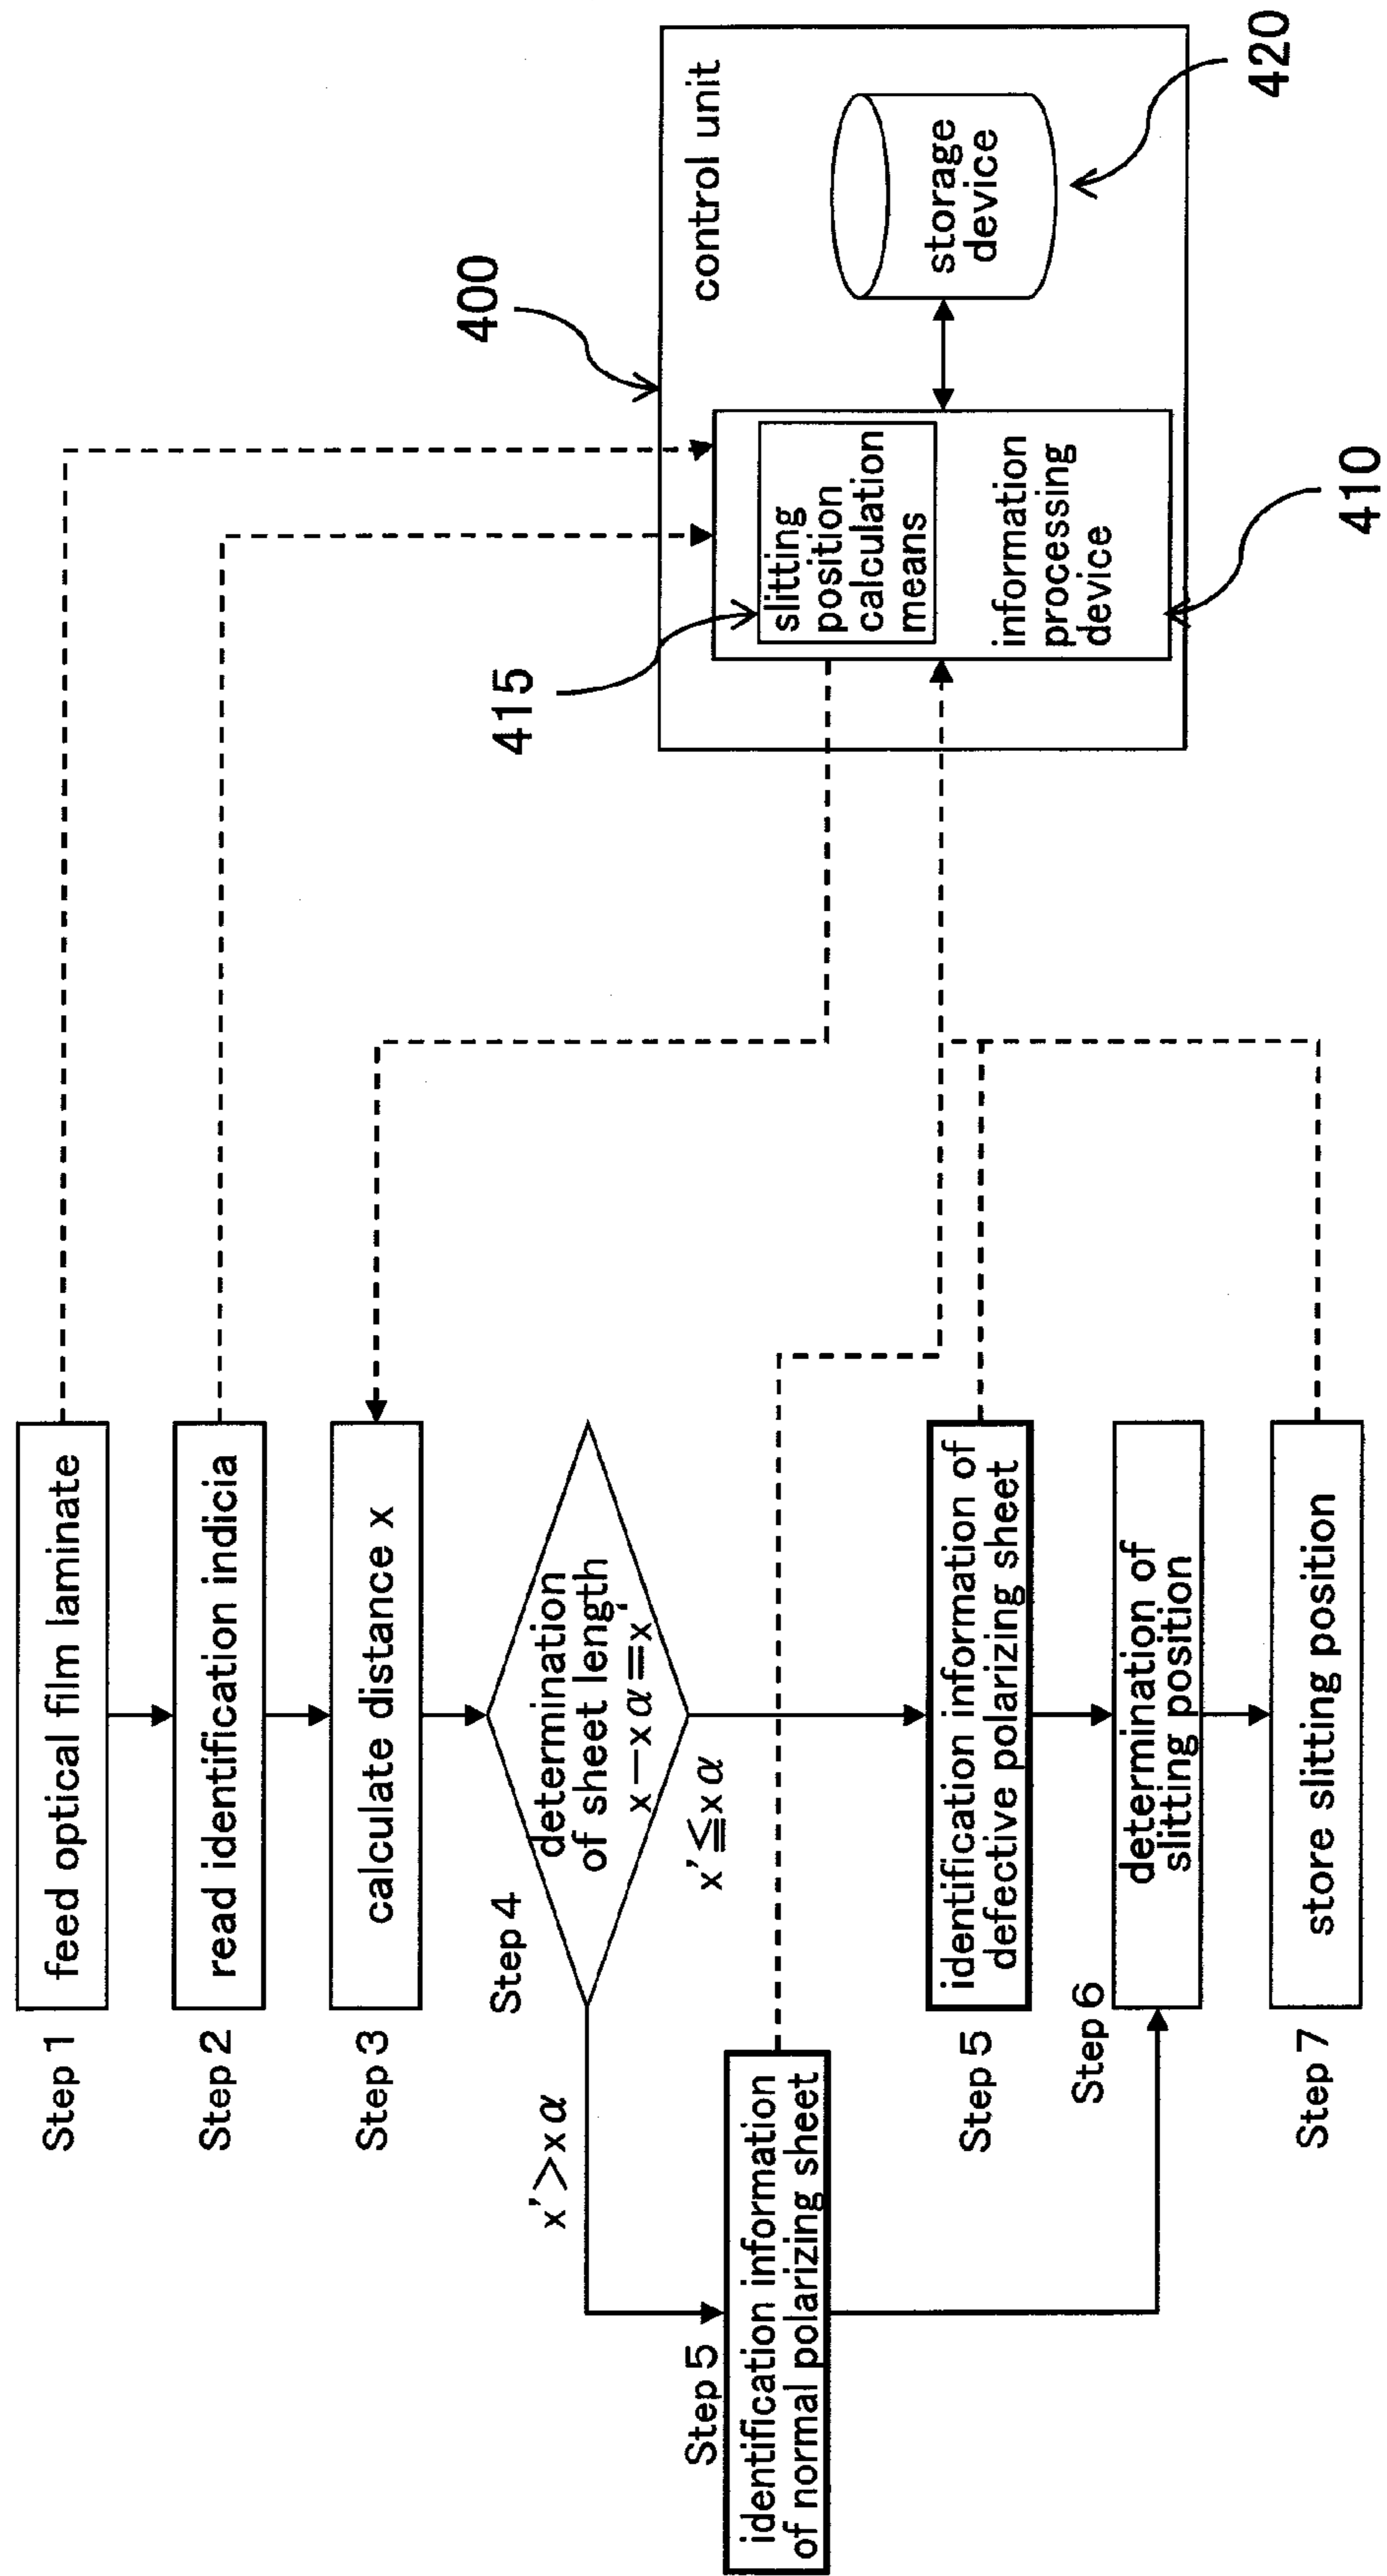 Step 1
feed optical film laminate
Step 2
read identification indicia
Step 3
calculate distance x
Step 4
determination
of sheet length
x－xα＝x'
x'＞xα
x'≦xα
Step 5
identification information
of normal polarizing sheet
Step 5
identification information of
defective polarizing sheet
Step 6
determination of
slitting position
Step 7
store slitting position
400
control unit
415
slitting
position
calculation
means
information
processing
device
410
storage
device
420